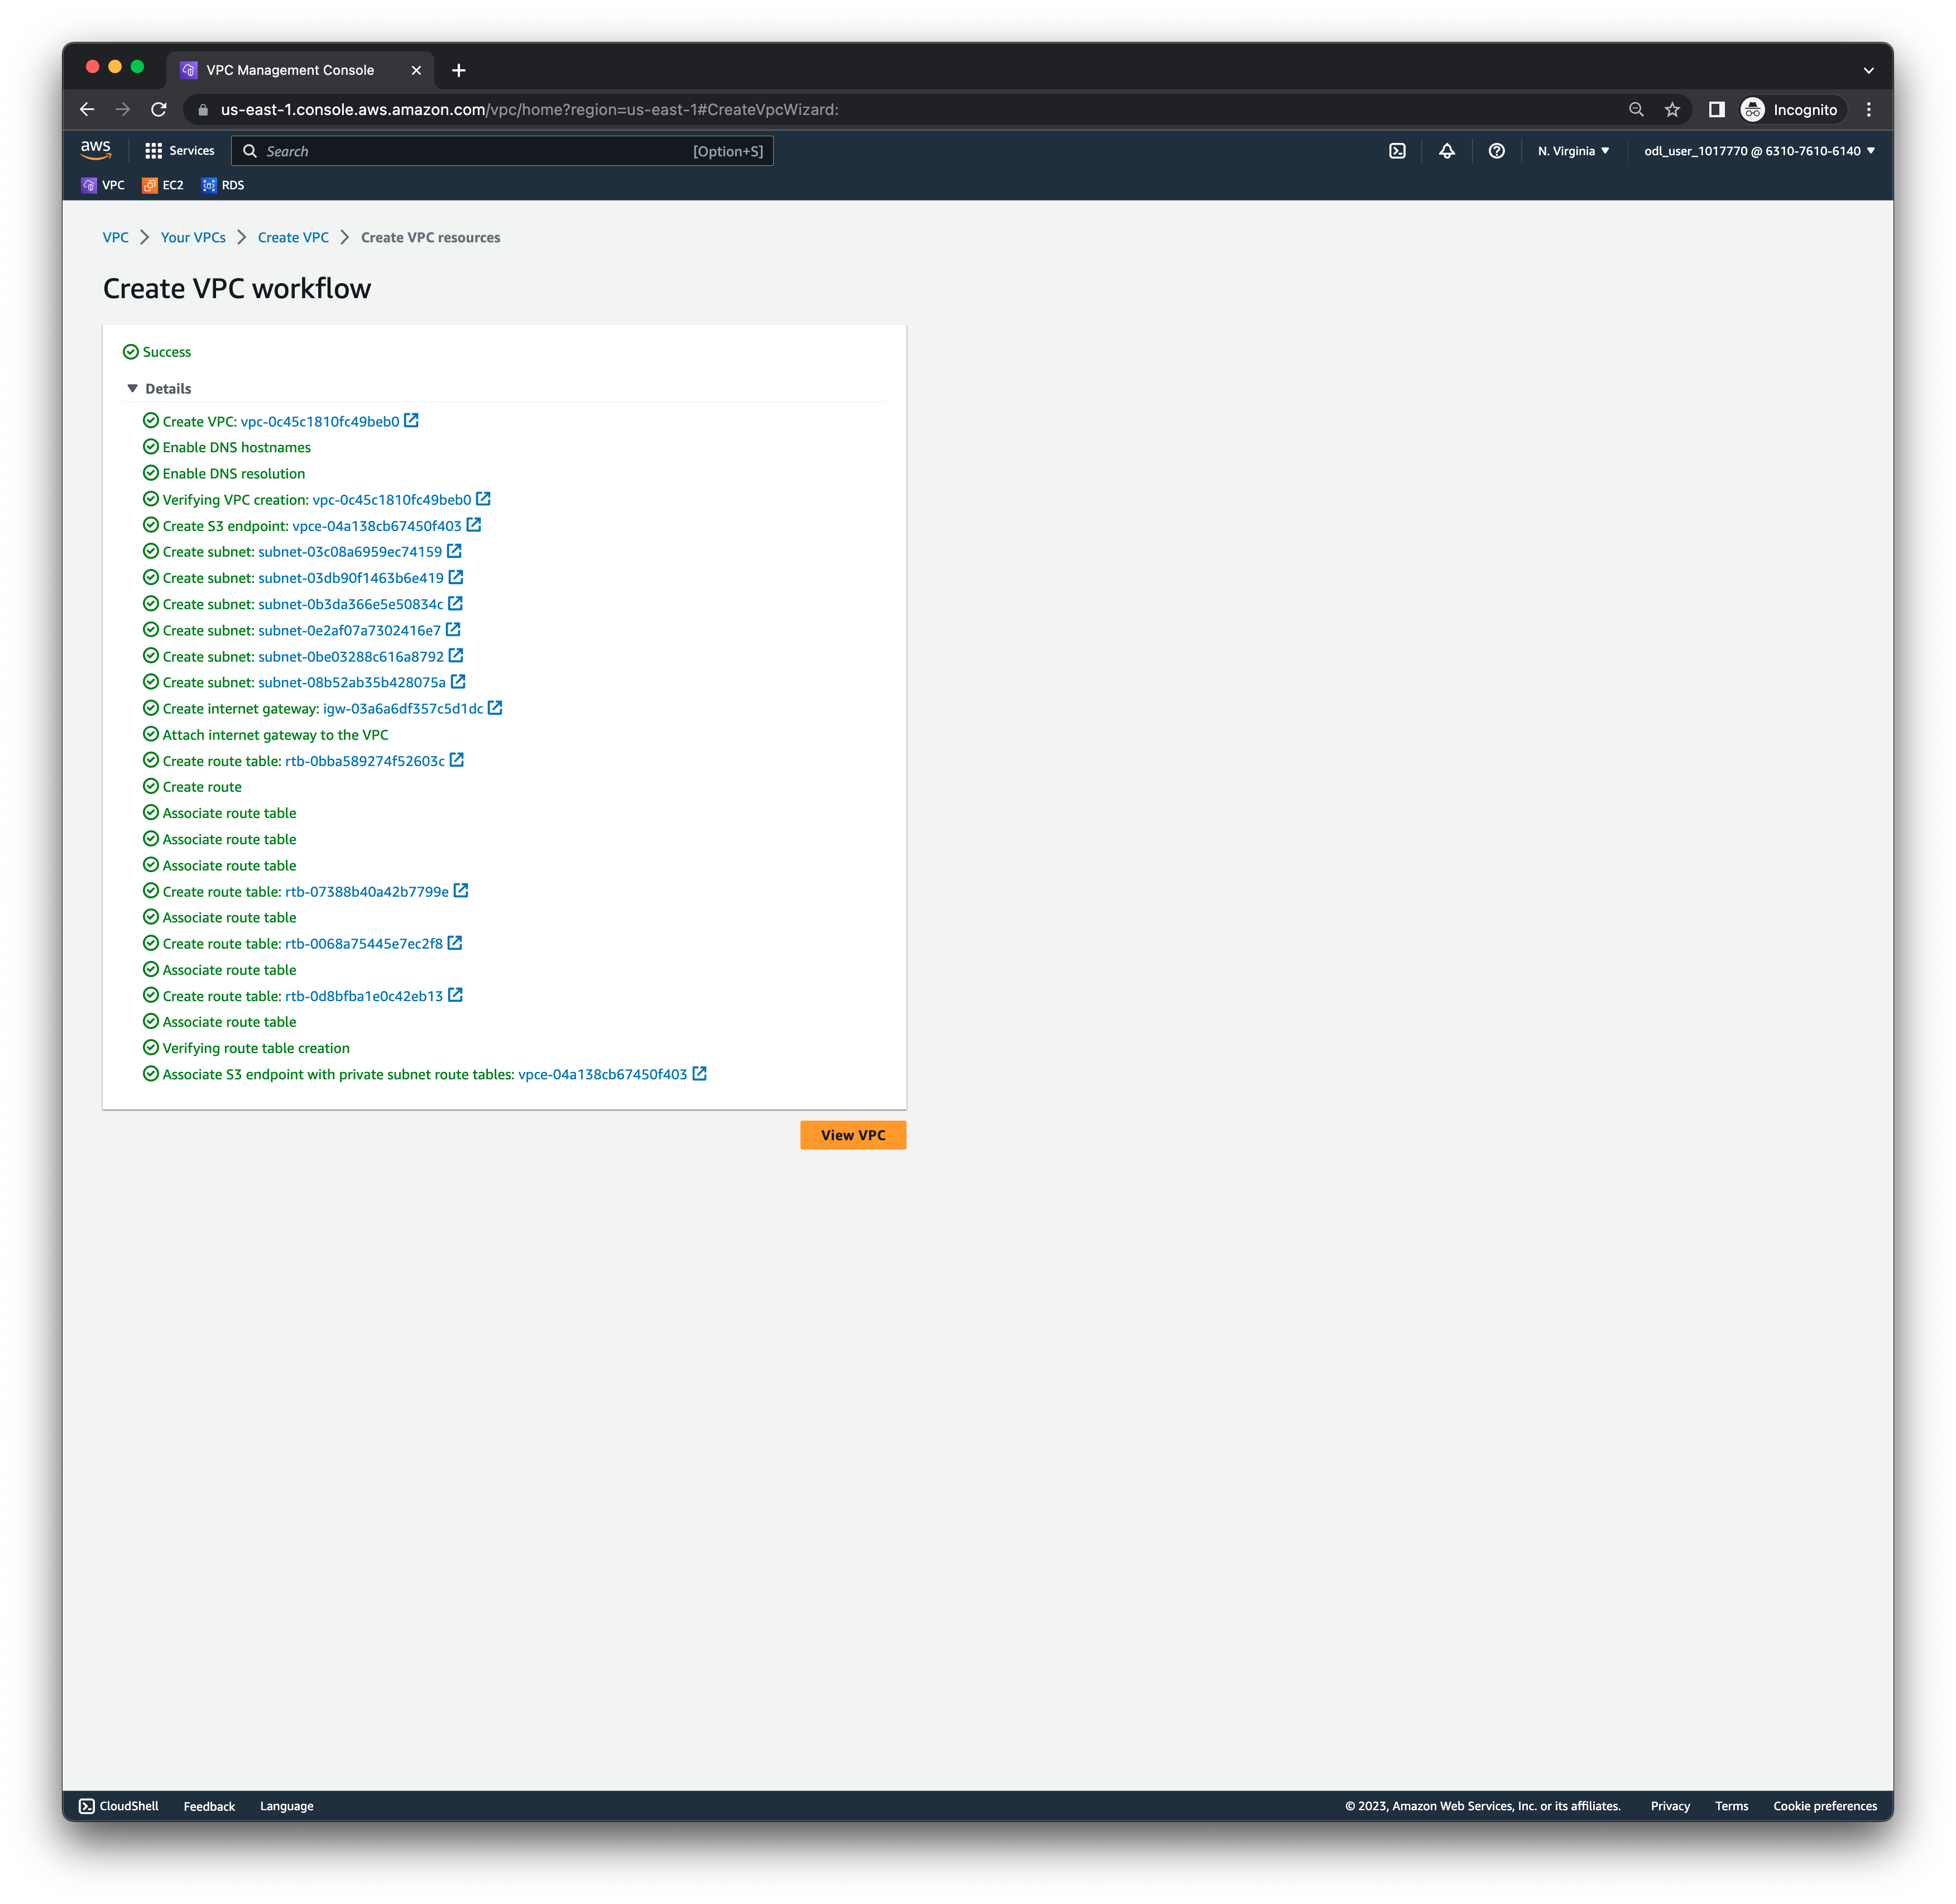 VPC Management Console
us-east-1.console.aws.amazon.com/vpc/home?region=us-east-1#CreateVpcWizard:
Incognito
aws
Services
Search
[Option+S]
N. Virginia
odl_user_1017770 @ 6310-7610-6140
VPC
EC2
RDS
VPC
Your VPCs
Create VPC
Create VPC resources
Create VPC workflow
Success
Details
Create VPC: vpc-0c45c1810fc49beb0
Enable DNS hostnames
Enable DNS resolution
Verifying VPC creation: vpc-0c45c1810fc49beb0
Create S3 endpoint: vpce-04a138cb67450f403
Create subnet: subnet-03c08a6959ec74159
Create subnet: subnet-03db90f1463b6e419
Create subnet: subnet-0b3da366e5e50834c
Create subnet: subnet-0e2af07a7302416e7
Create subnet: subnet-0be03288c616a8792
Create subnet: subnet-08b52ab35b428075a
Create internet gateway: igw-03a6a6df357c5d1dc
Attach internet gateway to the VPC
Create route table: rtb-0bba589274f52603c
Create route
Associate route table
Associate route table
Associate route table
Create route table: rtb-07388b40a42b7799e
Associate route table
Create route table: rtb-0068a75445e7ec2f8
Associate route table
Create route table: rtb-0d8bfba1e0c42eb13
Associate route table
Verifying route table creation
Associate S3 endpoint with private subnet route tables: vpce-04a138cb67450f403
View VPC
CloudShell
Feedback
Language
© 2023, Amazon Web Services, Inc. or its affiliates.
Privacy
Terms
Cookie preferences